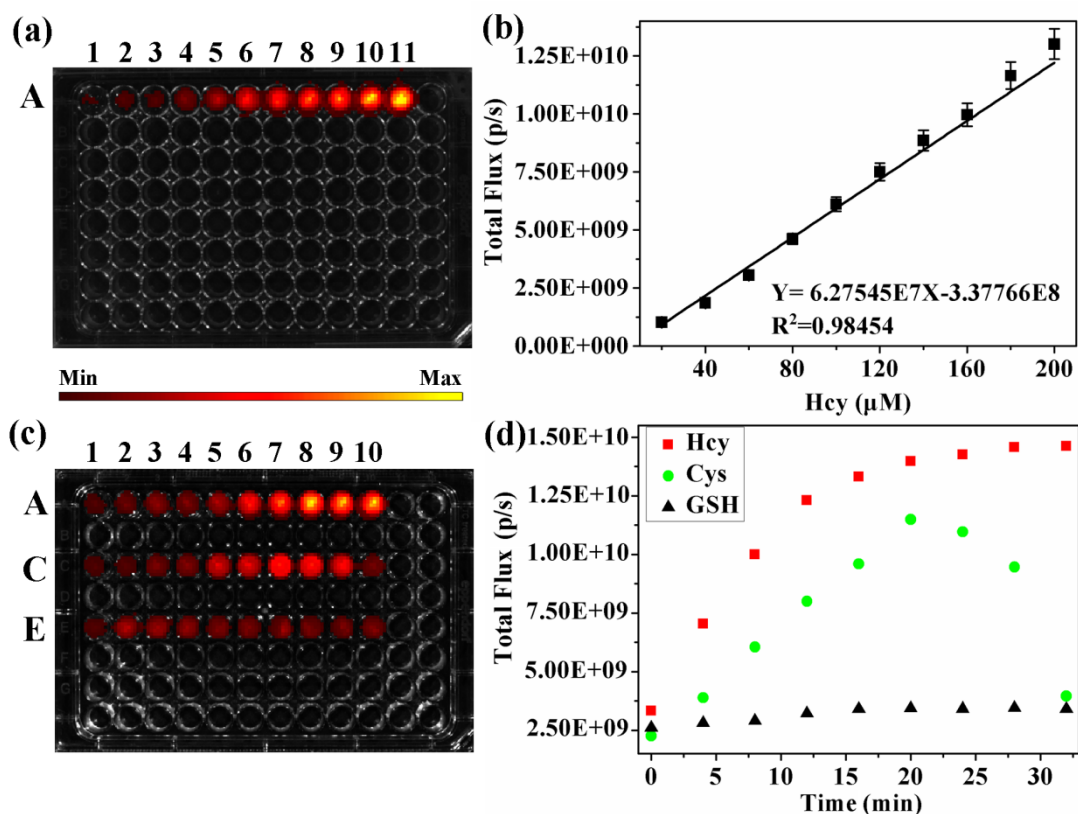 (a)
1 2 3 4 5 6 7 8 9 10 11
A
Min Max
(b)
1.25E+010
1.00E+010
7.50E+009
5.00E+009
2.50E+009
0.00E+000
Total Flux (p/s)
Y= 6.27545E7X-3.37766E8
R²=0.98454
40 80 120 160 200
Hcy (µM)
(c)
1 2 3 4 5 6 7 8 9 10
A
C
E
(d)
1.50E+10
1.25E+10
1.00E+10
7.50E+09
5.00E+09
2.50E+09
Total Flux (p/s)
Hcy
Cys
GSH
0 5 10 15 20 25 30
Time (min)